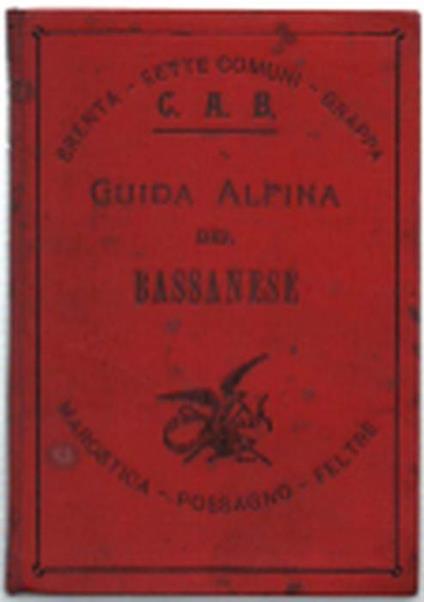 BRENTA - SETTE COMUNI - GRAPPA
C. A. B.
GUIDA ALPINA
DEL
BASSANESE
MAROSTICA - POSSAGNO - FELTRE